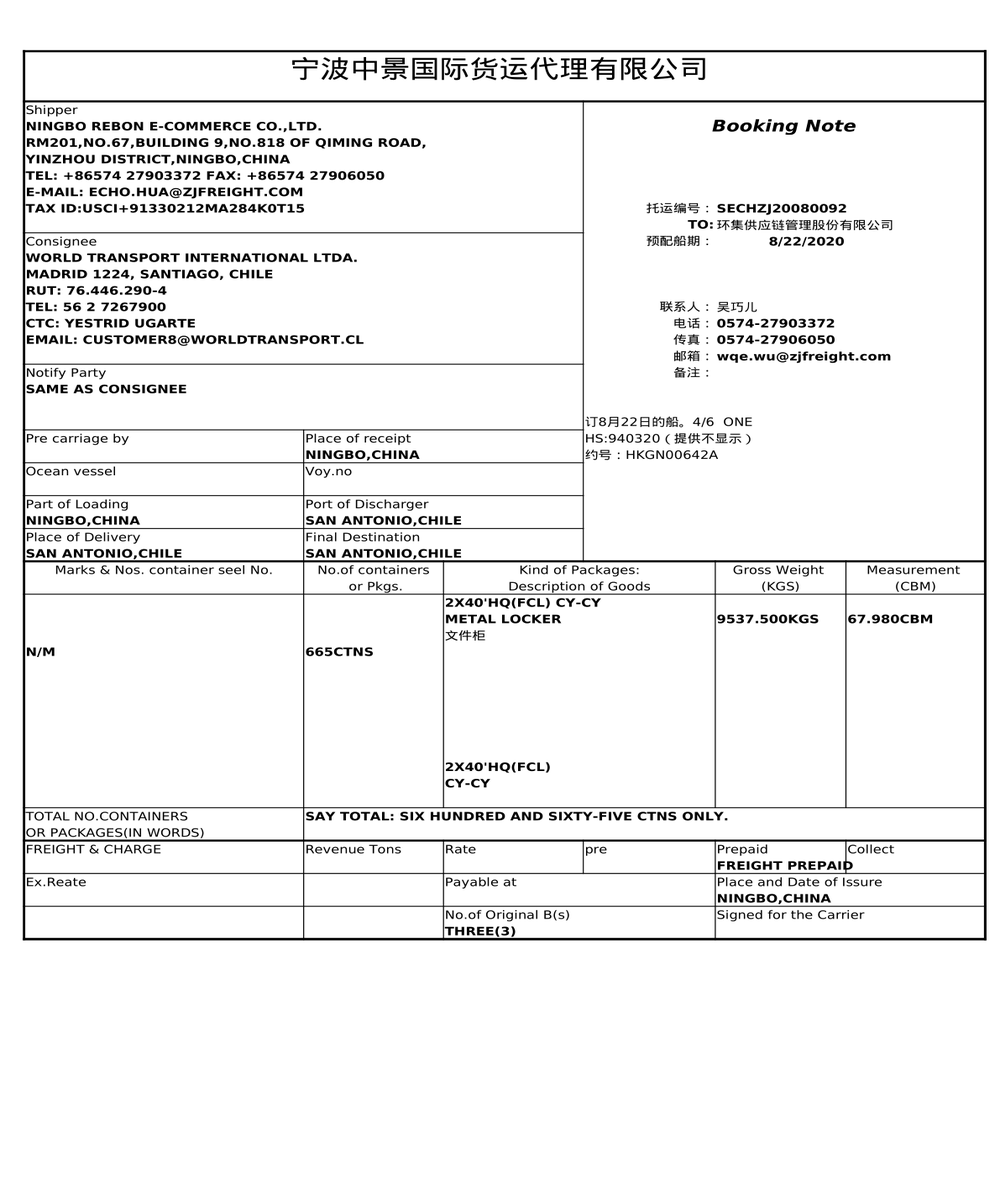 宁波中景国际货运代理有限公司
Shipper
NINGBO REBON E-COMMERCE CO.,LTD.
RM201,NO.67,BUILDING 9,NO.818 OF QIMING ROAD,
YINZHOU DISTRICT,NINGBO,CHINA
TEL: +86574 27903372 FAX: +86574 27906050
E-MAIL: ECHO.HUA@ZJFREIGHT.COM
TAX ID:USCI+91330212MA284K0T15
Consignee
WORLD TRANSPORT INTERNATIONAL LTDA.
MADRID 1224, SANTIAGO, CHILE
RUT: 76.446.290-4
TEL: 56 2 7267900
CTC: YESTRID UGARTE
EMAIL: CUSTOMER8@WORLDTRANSPORT.CL
Notify Party
SAME AS CONSIGNEE
Booking Note
托运编号： SECHZJ20080092
TO: 环集供应链管理股份有限公司
预配船期： 8/22/2020
联系人： 吴巧儿
电话： 0574-27903372
传真： 0574-27906050
邮箱： wqe.wu@zjfreight.com
备注：
订8月22日的船。4/6 ONE
HS:940320（提供不显示）
约号：HKGN00642A
Pre carriage by Place of receipt
NINGBO,CHINA
Ocean vessel Voy.no
Part of Loading Port of Discharger
NINGBO,CHINA SAN ANTONIO,CHILE
Place of Delivery Final Destination
SAN ANTONIO,CHILE SAN ANTONIO,CHILE
Marks & Nos. container seel No. No.of containers Kind of Packages: Gross Weight Measurement
or Pkgs. Description of Goods (KGS) (CBM)
2X40'HQ(FCL) CY-CY
METAL LOCKER 9537.500KGS 67.980CBM
文件柜
N/M 665CTNS
2X40'HQ(FCL)
CY-CY
TOTAL NO.CONTAINERS SAY TOTAL: SIX HUNDRED AND SIXTY-FIVE CTNS ONLY.
OR PACKAGES(IN WORDS)
FREIGHT & CHARGE Revenue Tons Rate pre Prepaid Collect
FREIGHT PREPAID
Ex.Reate Payable at Place and Date of Issure
NINGBO,CHINA
No.of Original B(s) Signed for the Carrier
THREE(3)